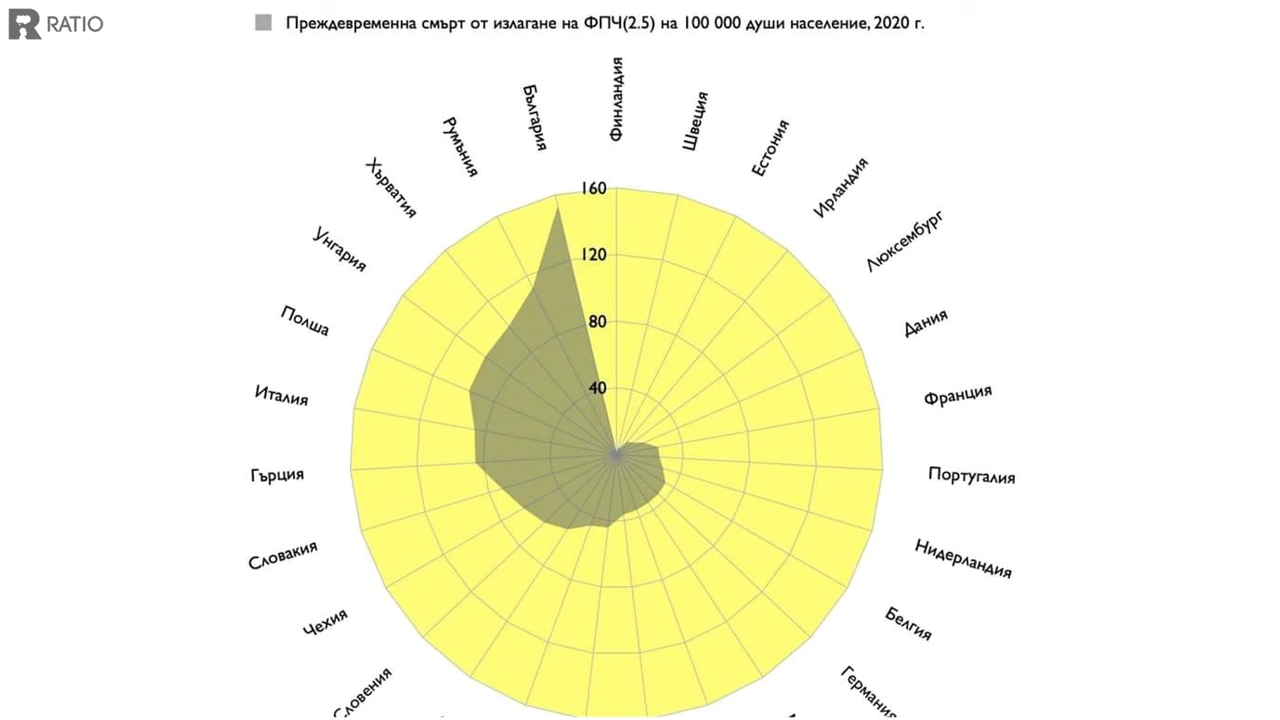 RATIO
Преждевременна смърт от излагане на ФПЧ(2.5) на 100 000 души население, 2020 г.
Финландия
Швеция
Естония
Ирландия
Люксембург
Дания
Франция
Португалия
Нидерландия
Белгия
Германия
Словения
Чехия
Словакия
Гърция
Италия
Полша
Унгария
Хърватия
Румъния
България
160
120
80
40